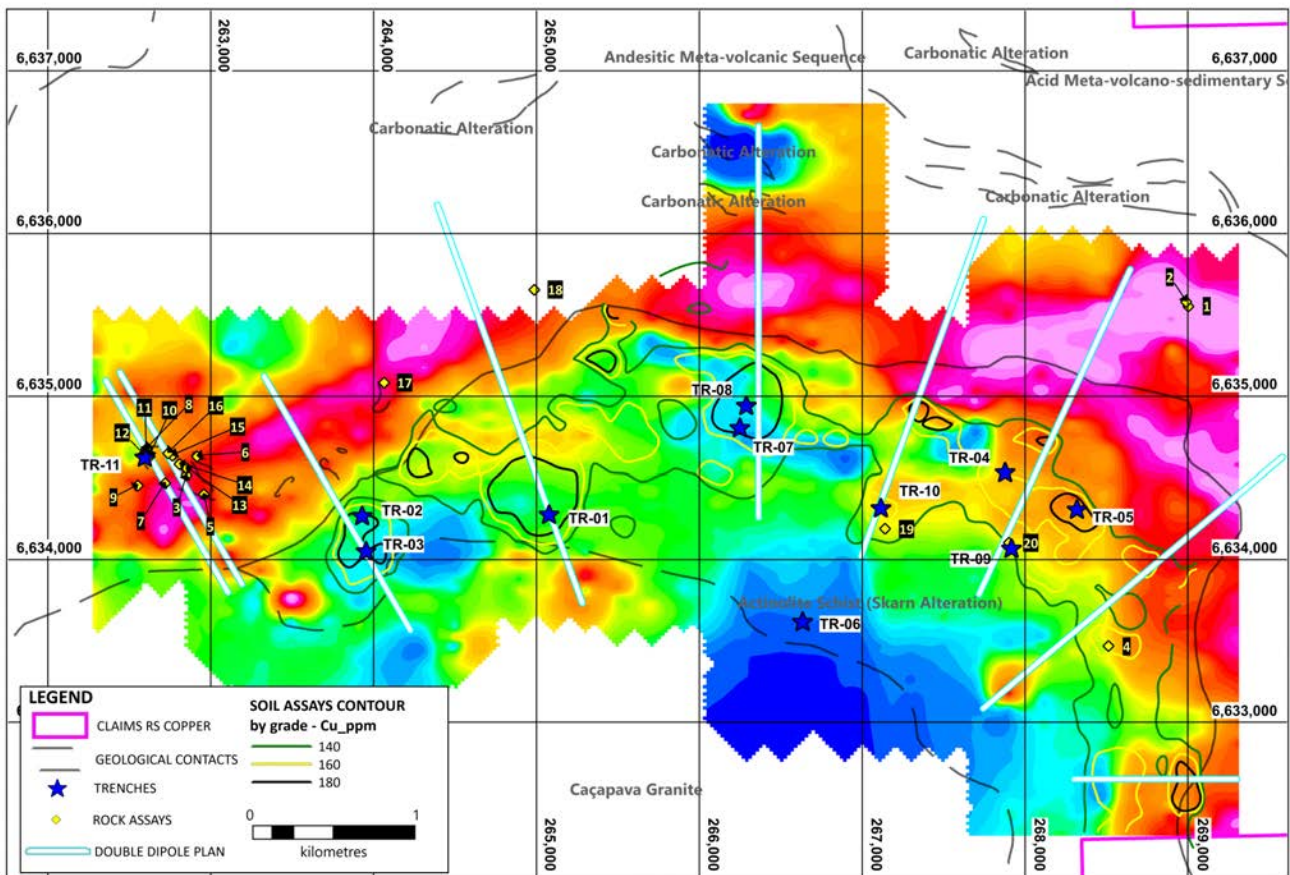 263,000
264,000
265,000
6,637,000
Andesitic Meta-volcanic Sequence
Carbonatic Alteration
6,637,000
Acid Meta-volcano-sedimentary S
Carbonatic Alteration
Carbonatic Alteration
Carbonatic Alteration
Carbonatic Alteration
6,636,000
6,636,000
2
1
18
17
6,635,000
6,635,000
TR-08
TR-07
11
10
8
16
15
12
6
TR-11
14
13
9
7
3
5
TR-04
TR-10
TR-05
TR-02
TR-01
TR-03
19
20
TR-09
6,634,000
6,634,000
Actinolite Schist (Skarn Alteration)
TR-06
4
6,633,000
LEGEND
CLAIMS RS COPPER
GEOLOGICAL CONTACTS
TRENCHES
ROCK ASSAYS
DOUBLE DIPOLE PLAN
SOIL ASSAYS CONTOUR
by grade - Cu_ppm
140
160
180
0
1
kilometres
Caçapava Granite
265,000
266,000
267,000
268,000
269,000